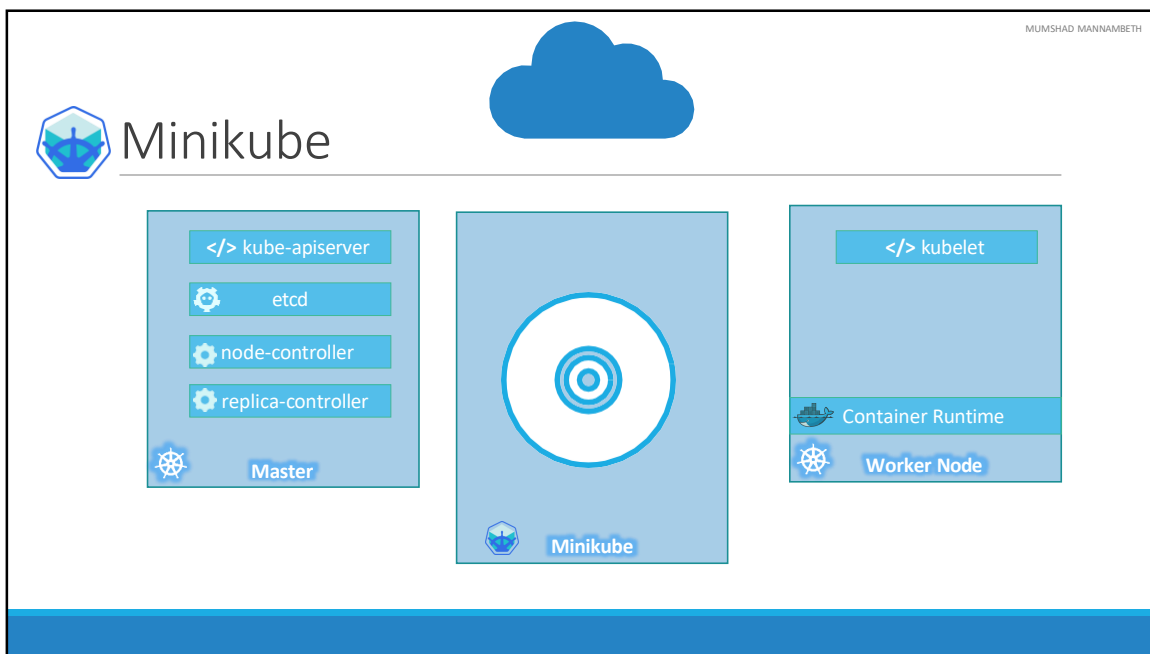 MUMSHAD MANNAMBETH
Minikube
</> kube-apiserver
etcd
node-controller
replica-controller
Master
Minikube
</> kubelet
Container Runtime
Worker Node